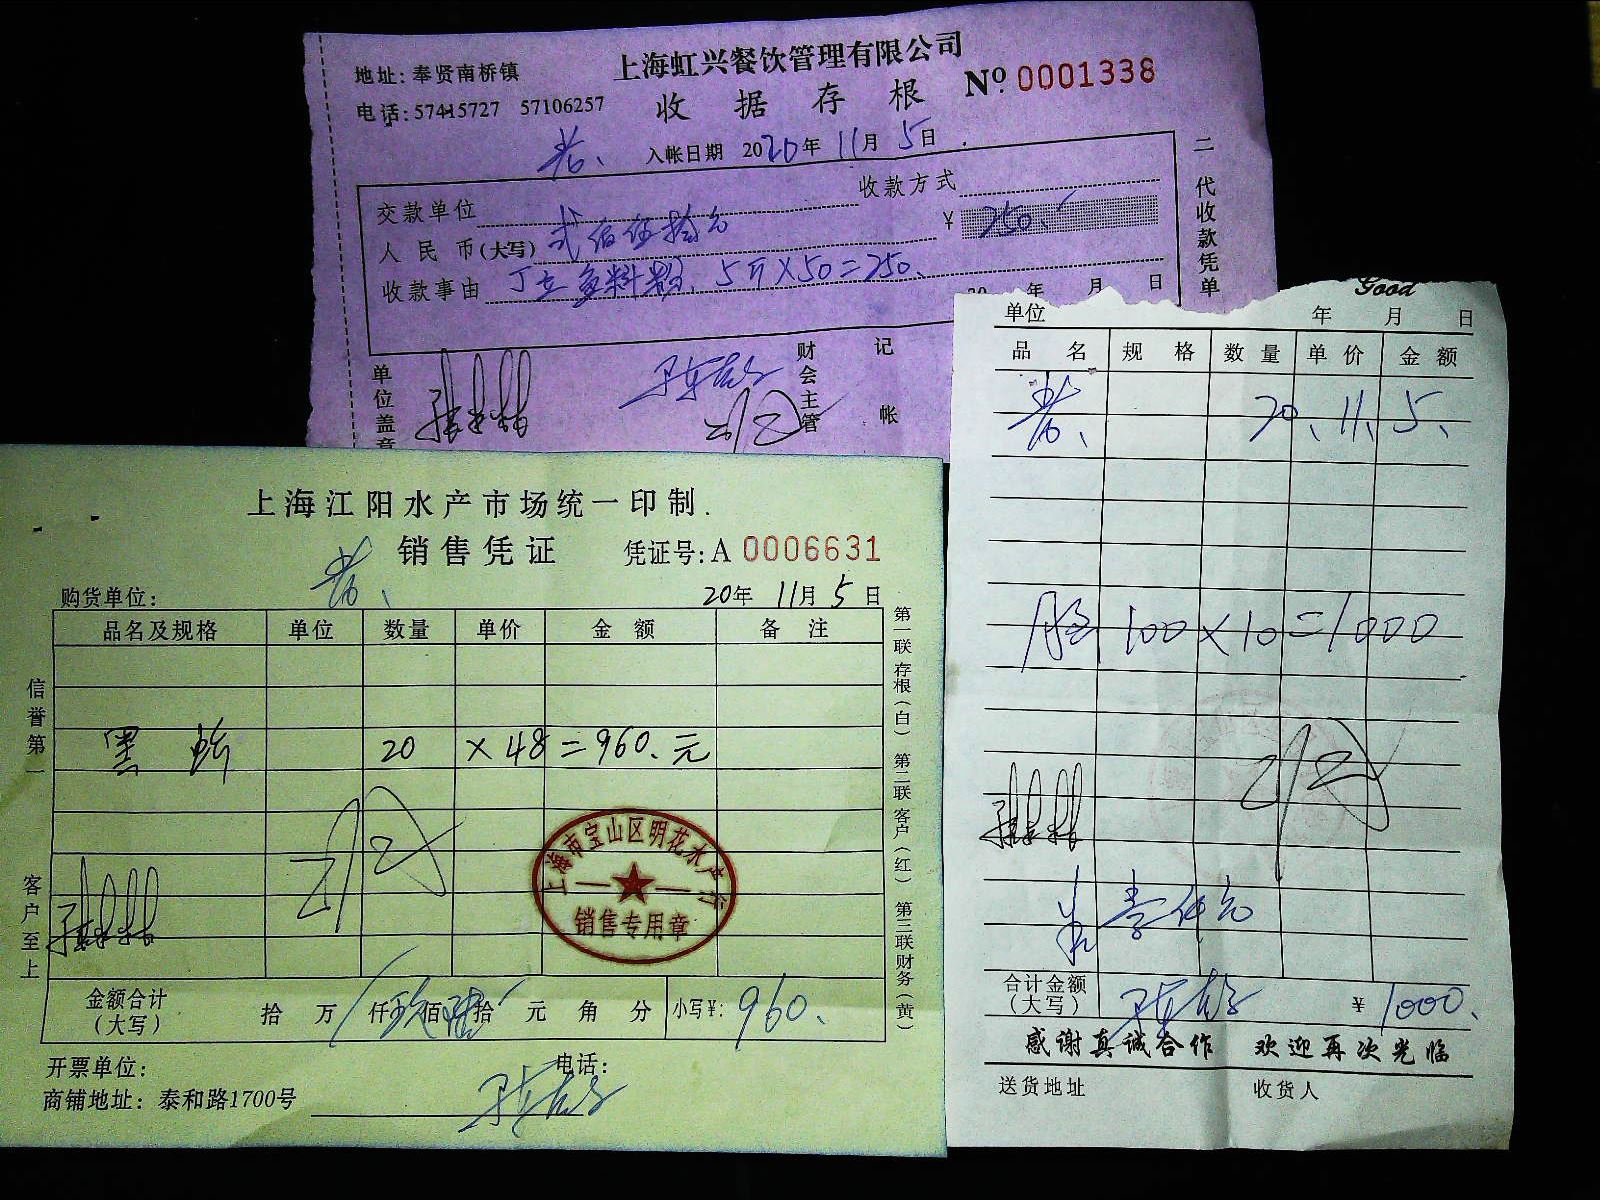 地址: 奉贤南桥镇
上海虹兴餐饮管理有限公司
电话: 57415727 57106257
收据存根
Nº 0001338
入帐日期 2020年 11月 5日
交款单位
收款方式
人民币(大写) 弍佰伍拾元
¥ 250.
收款事由
5斤×50=250.
20 年 月 日
二 代收款凭单
单位盖章
财会主管
记帐
上海江阳水产市场统一印制
销售凭证
凭证号: A 0006631
购货单位:
20年 11月 5日
品名及规格 单位 数量 单价 金额 备注
黑 20 ×48=960.元
上海市宝山区明花水产行
销售专用章
金额合计(大写) 拾 万 仟玖佰陆拾 元 角 分 小写¥: 960.
开票单位:
电话:
商铺地址: 泰和路1700号
信誉第一
客户至上
第一联存根(白) 第二联客户(红) 第三联财务(黄)
Good
单位 年 月 日
品名 规格 数量 单价 金额
20、11、5、
100×10=1000
合计金额(大写) ¥ 1000.
感谢真诚合作 欢迎再次光临
送货地址 收货人